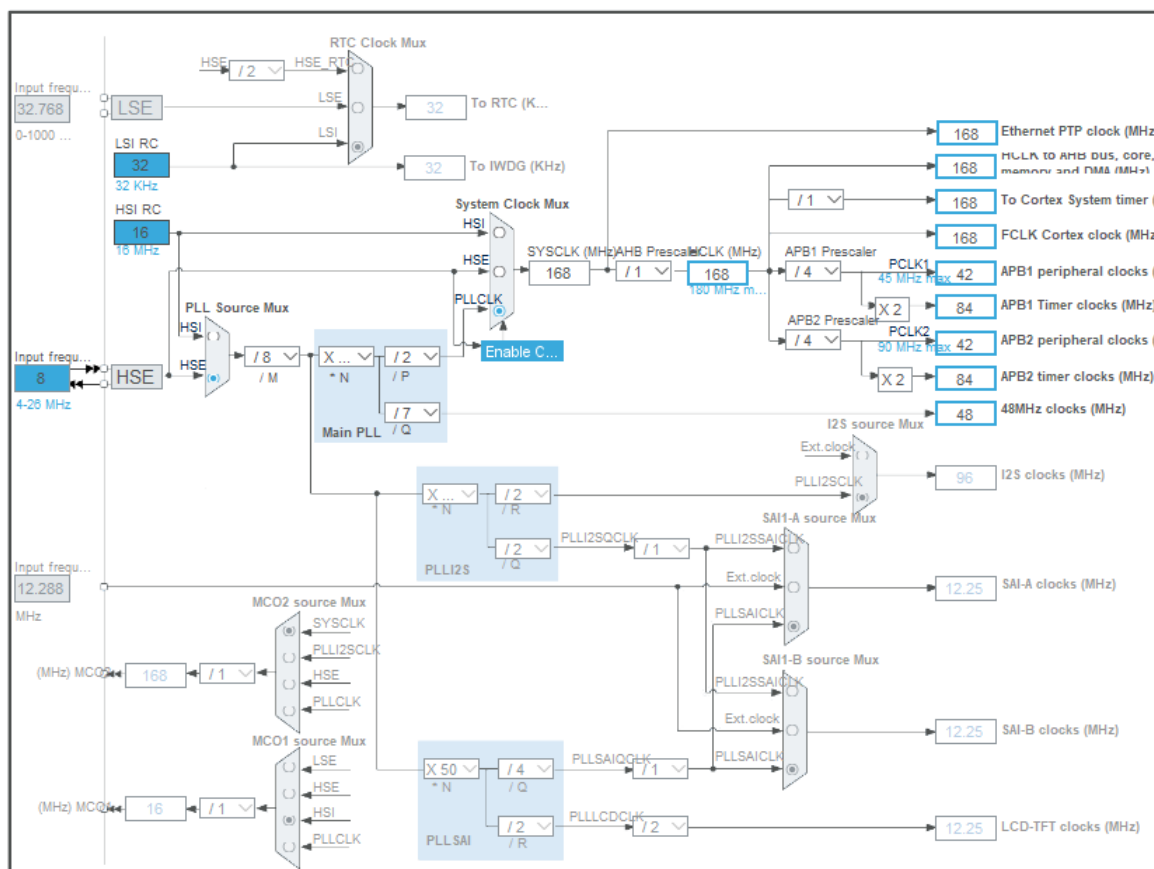 RTC Clock Mux
HSE
/ 2
HSE_RTC
Input frequ...
32.768
0-1000 ...
LSE
LSE
32
To RTC (K...
LSI RC
32
32 KHz
LSI
32
To IWDG (KHz)
HSI RC
16
16 MHz
System Clock Mux
HSI
HSE
PLLCLK
SYSCLK (MHz)
168
AHB Prescaler
/ 1
HCLK (MHz)
168
180 MHz m...
Enable C...
168
Ethernet PTP clock (MHz
168
HCLK to AHB bus, core,
memory and DMA (MHz)
/ 1
168
To Cortex System timer (
168
FCLK Cortex clock (MHz
APB1 Prescaler
/ 4
PCLK1
45 MHz max
42
APB1 peripheral clocks (
X 2
84
APB1 Timer clocks (MHz)
APB2 Prescaler
/ 4
PCLK2
90 MHz max
42
APB2 peripheral clocks (
X 2
84
APB2 timer clocks (MHz)
48
48MHz clocks (MHz)
PLL Source Mux
HSI
HSE
Input frequ...
8
4-26 MHz
HSE
/ 8
/ M
X ...
* N
/ 2
/ P
/ 7
/ Q
Main PLL
I2S source Mux
Ext.clock
PLLI2SCLK
96
I2S clocks (MHz)
X ...
* N
/ 2
/ R
/ 2
/ Q
PLLI2S
PLLI2SQCLK
/ 1
SAI1-A source Mux
PLLI2SSAICLK
Ext.clock
PLLSAICLK
12.25
SAI-A clocks (MHz)
Input frequ...
12.288
MHz
MCO2 source Mux
SYSCLK
PLLI2SCLK
HSE
PLLCLK
(MHz) MCO2
168
/ 1
SAI1-B source Mux
PLLI2SSAICLK
Ext.clock
PLLSAICLK
12.25
SAI-B clocks (MHz)
MCO1 source Mux
LSE
HSE
HSI
PLLCLK
(MHz) MCO1
16
/ 1
X 50
* N
/ 4
/ Q
/ 2
/ R
PLLSAI
PLLSAIQCLK
/ 1
PLLLCDCLK
/ 2
12.25
LCD-TFT clocks (MHz)